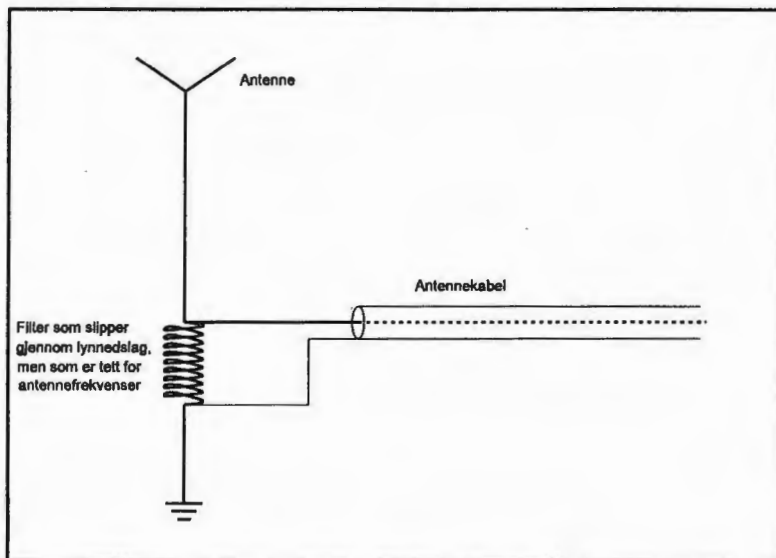 Antenne
Antennekabel
Filter som slipper
gjennom lynnedslag,
men som er tett for
antennefrekvenser